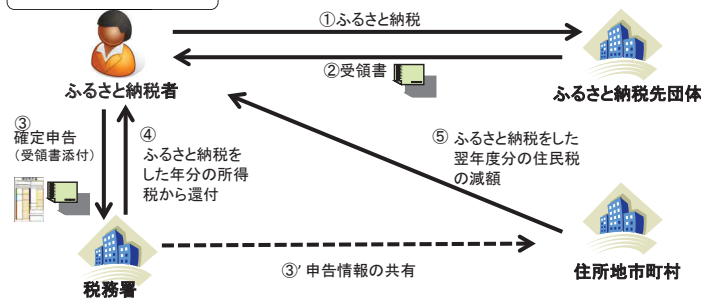 ①ふるさと納税
②受領書
ふるさと納税者
ふるさと納税先団体
③
確定申告
（受領書添付）
④
ふるさと納税を
した年分の所得
税から還付
⑤ ふるさと納税をした
翌年度分の住民税
の減額
③’申告情報の共有
税務署
住所地市町村